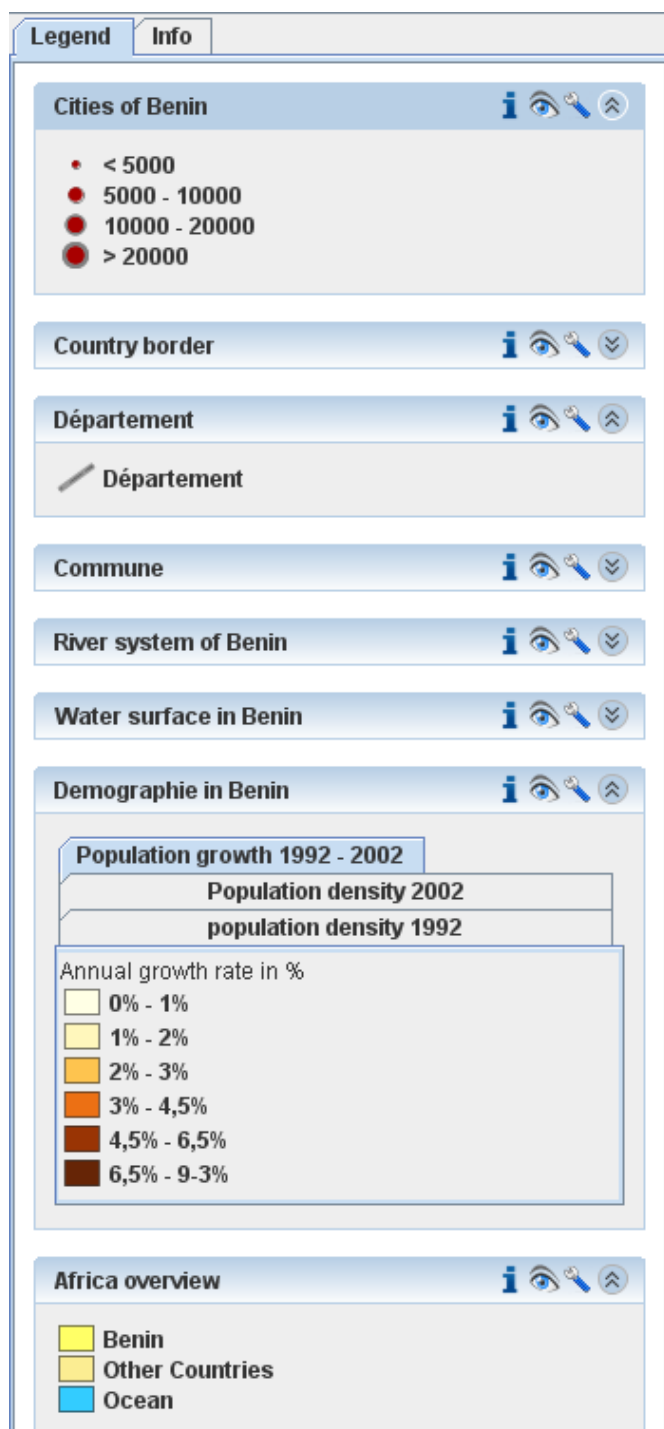 Legend Info
Cities of Benin
< 5000
5000 - 10000
10000 - 20000
> 20000
Country border
Département
Département
Commune
River system of Benin
Water surface in Benin
Demographie in Benin
Population growth 1992 - 2002
Population density 2002
population density 1992
Annual growth rate in %
0% - 1%
1% - 2%
2% - 3%
3% - 4,5%
4,5% - 6,5%
6,5% - 9-3%
Africa overview
Benin
Other Countries
Ocean